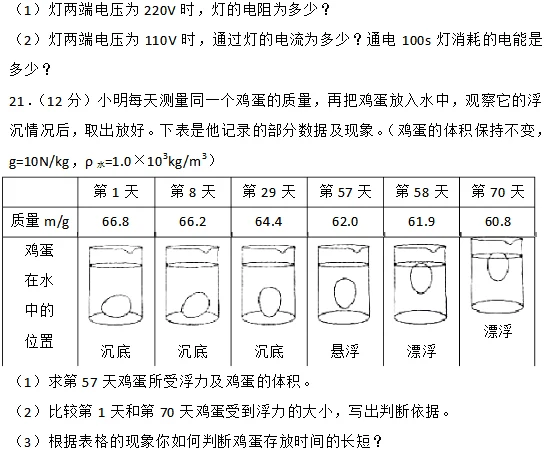 （1）灯两端电压为220V时，灯的电阻为多少？
（2）灯两端电压为110V时，通过灯的电流为多少？通电100s灯消耗的电能是
多少？
21．（12分）小明每天测量同一个鸡蛋的质量，再把鸡蛋放入水中，观察它的浮
沉情况后，取出放好。下表是他记录的部分数据及现象。（鸡蛋的体积保持不变，
g=10N/kg，ρ水=1.0×10³kg/m³）
第1天 第8天 第29天 第57天 第58天 第70天
质量m/g 66.8 66.2 64.4 62.0 61.9 60.8
鸡蛋
在水
中的
位置
沉底 沉底 沉底 悬浮 漂浮 漂浮
（1）求第57天鸡蛋所受浮力及鸡蛋的体积。
（2）比较第1天和第70天鸡蛋受到浮力的大小，写出判断依据。
（3）根据表格的现象你如何判断鸡蛋存放时间的长短？